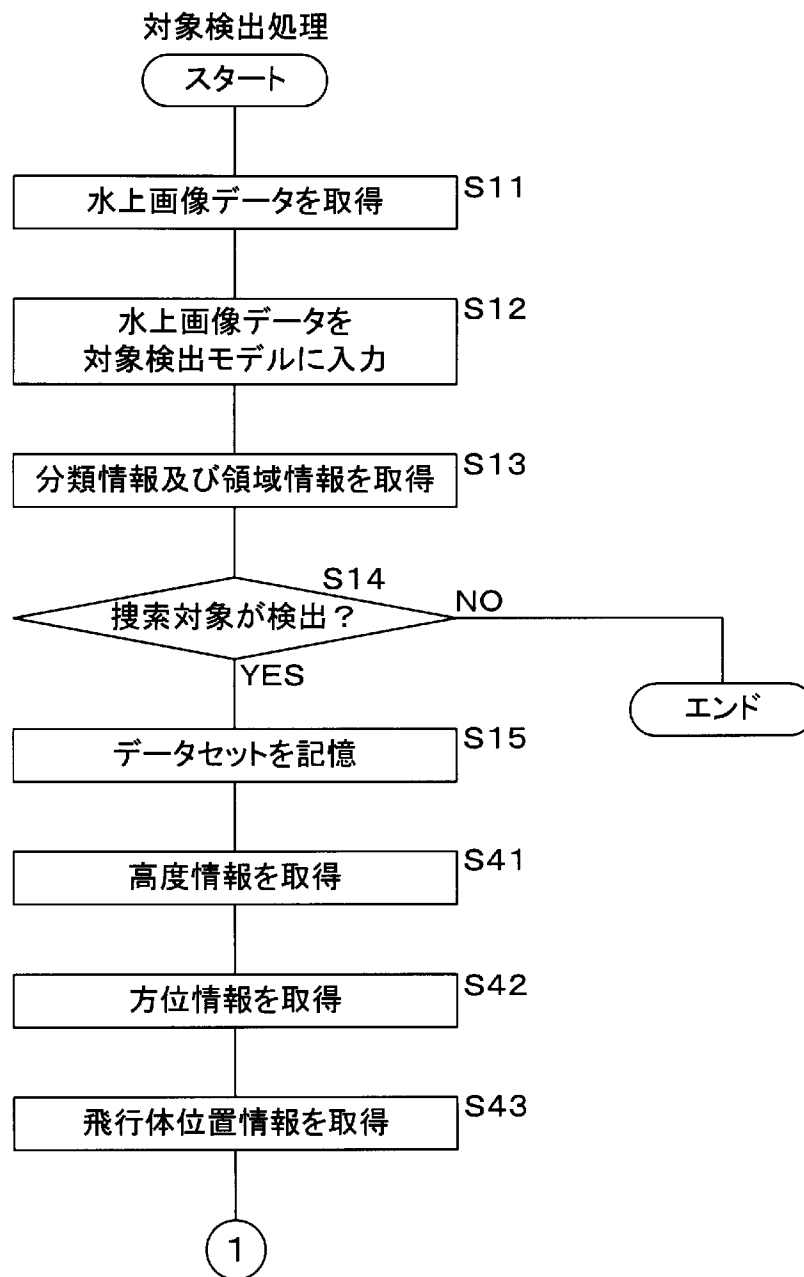 対象検出処理
スタート
水上画像データを取得
S11
水上画像データを
対象検出モデルに入力
S12
分類情報及び領域情報を取得
S13
S14
捜索対象が検出？
NO
YES
エンド
データセットを記憶
S15
高度情報を取得
S41
方位情報を取得
S42
飛行体位置情報を取得
S43
1